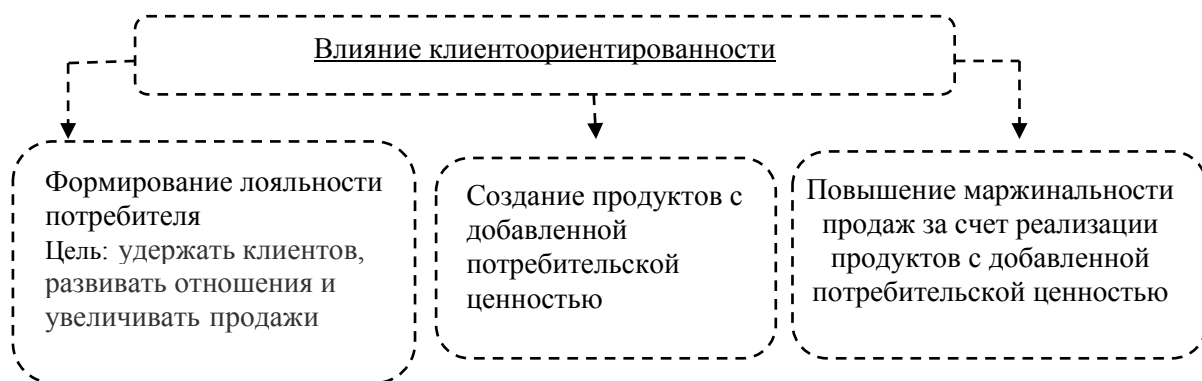 Влияние клиентоориентированности
Формирование лояльности
потребителя
Цель: удержать клиентов,
развивать отношения и
увеличивать продажи
Создание продуктов с
добавленной
потребительской
ценностью
Повышение маржинальности
продаж за счет реализации
продуктов с добавленной
потребительской ценностью